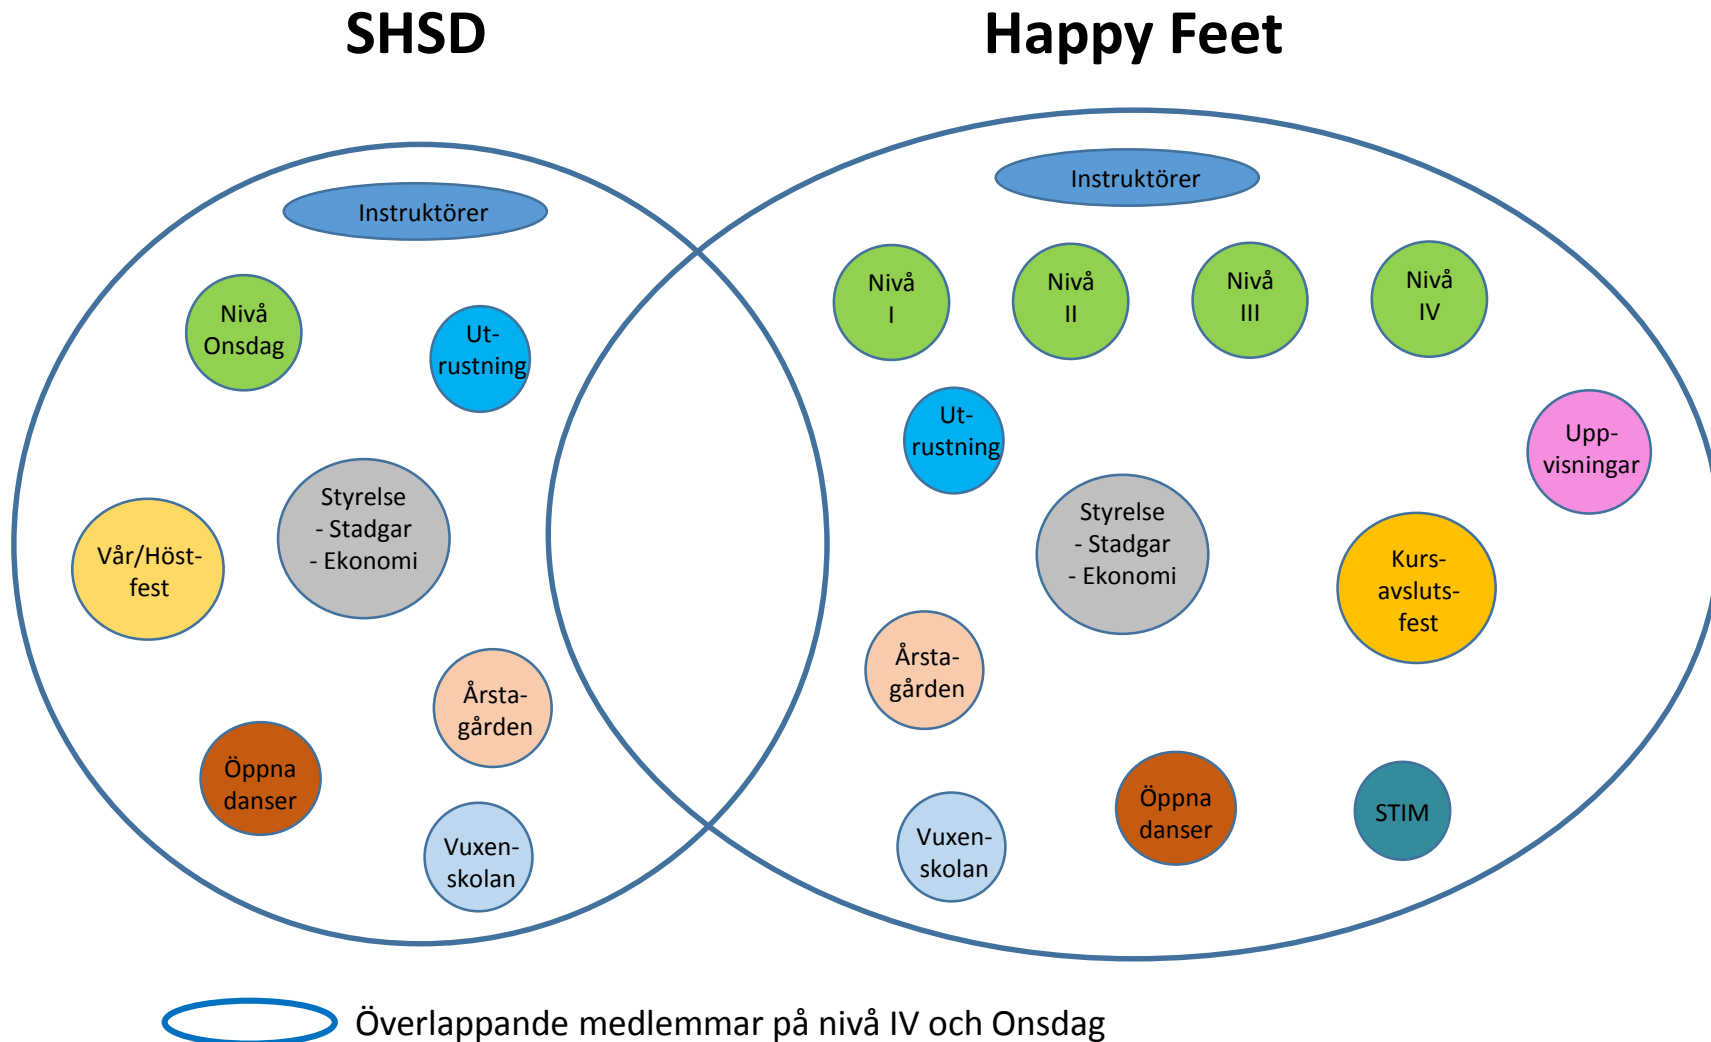 SHSD
Happy Feet
Instruktörer
Nivå
Onsdag
Ut-
rustning
Styrelse
- Stadgar
- Ekonomi
Vår/Höst-
fest
Årsta-
gården
Öppna
danser
Vuxen-
skolan
Instruktörer
Nivå
I
Nivå
II
Nivå
III
Nivå
IV
Ut-
rustning
Upp-
visningar
Styrelse
- Stadgar
- Ekonomi
Kurs-
avsluts-
fest
Årsta-
gården
Öppna
danser
STIM
Vuxen-
skolan
Överlappande medlemmar på nivå IV och Onsdag